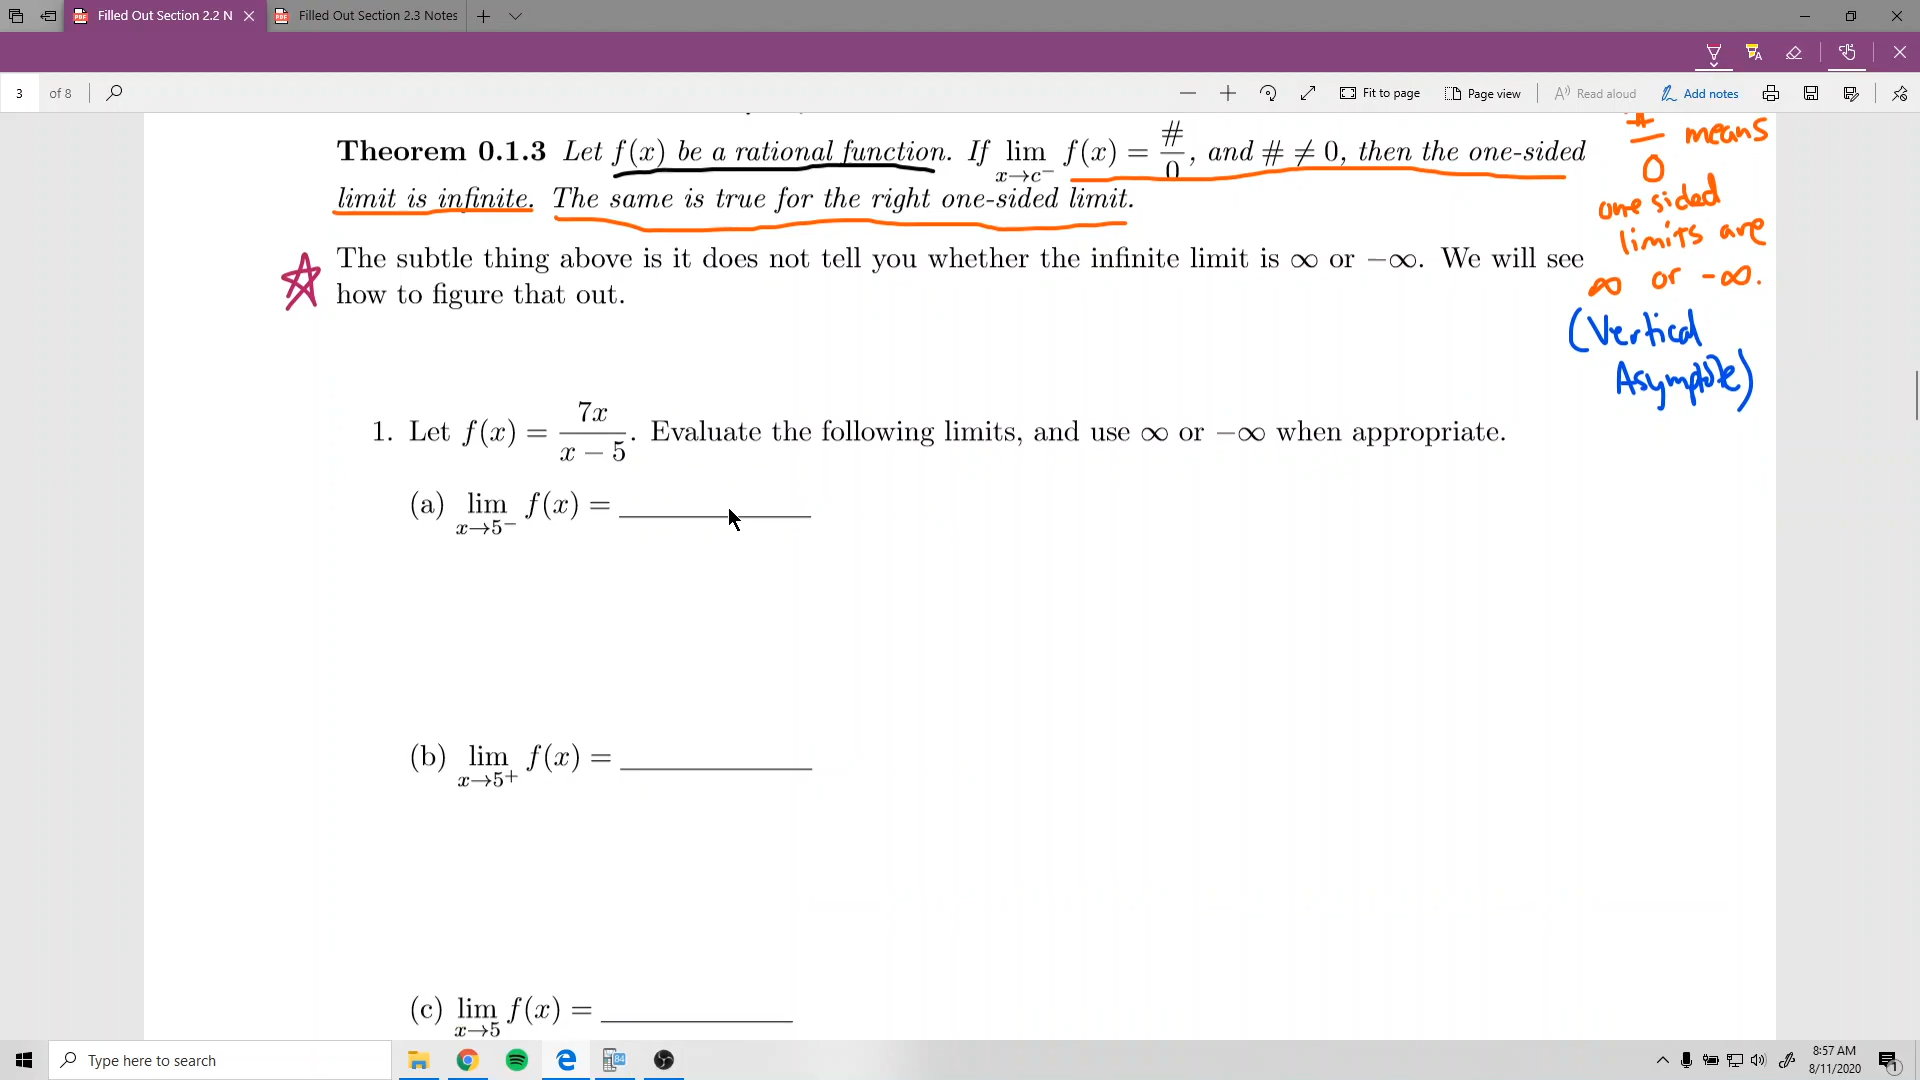 Filled Out Section 2.2 N
Filled Out Section 2.3 Notes
3 of 8
Fit to page
Page view
Read aloud
Add notes
Theorem 0.1.3 Let f(x) be a rational function. If lim x→c⁻ f(x) = #/0, and # ≠ 0, then the one-sided
limit is infinite. The same is true for the right one-sided limit.
#/0 means
one sided
limits are
∞ or -∞.
(Vertical
Asymptote)
The subtle thing above is it does not tell you whether the infinite limit is ∞ or −∞. We will see
how to figure that out.
1. Let f(x) = 7x/(x − 5). Evaluate the following limits, and use ∞ or −∞ when appropriate.
(a) lim x→5⁻ f(x) = ____________
(b) lim x→5⁺ f(x) = ____________
(c) lim x→5 f(x) = ____________
Type here to search
84
8:57 AM
8/11/2020
1